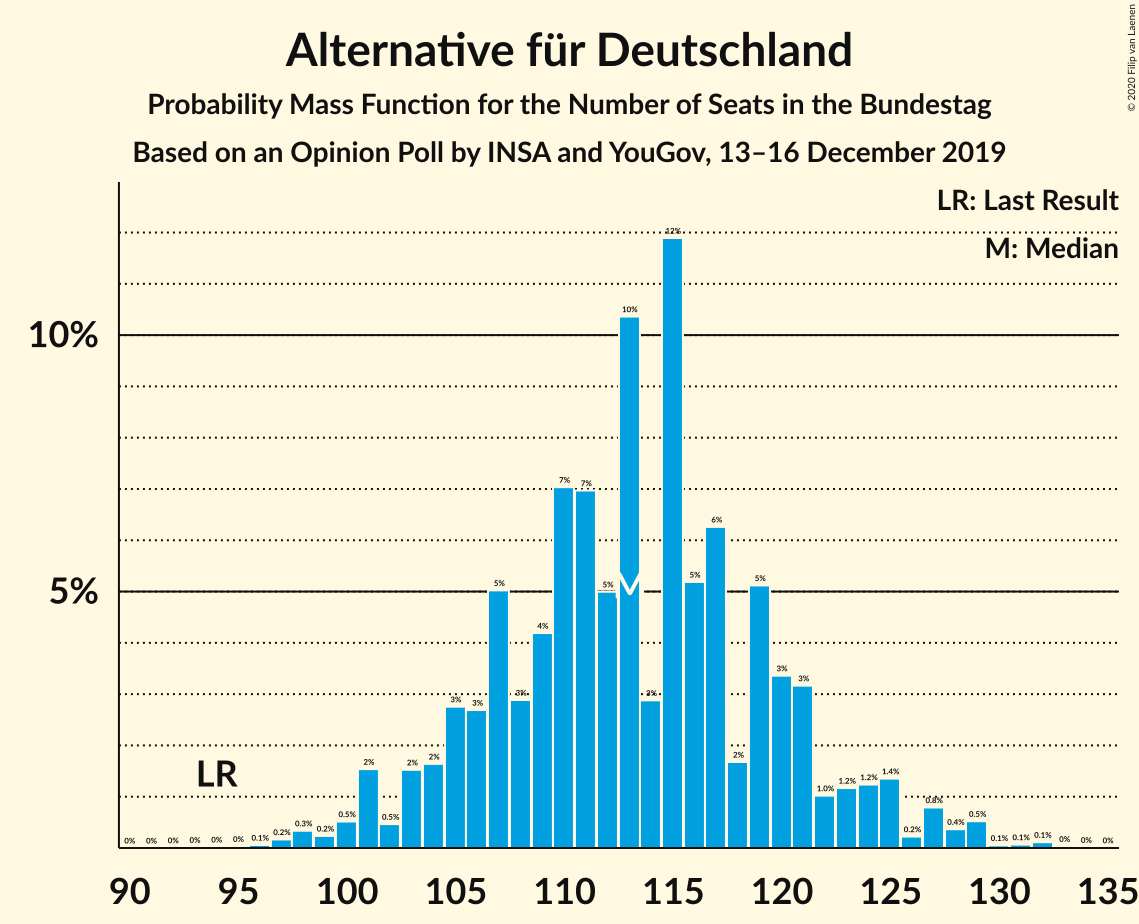 © 2020 Filip van Laenen
Alternative für Deutschland
Probability Mass Function for the Number of Seats in the Bundestag
Based on an Opinion Poll by INSA and YouGov, 13–16 December 2019
LR: Last Result
M: Median
10%
5%
LR
M
0% 0% 0% 0% 0% 0% 0.1% 0.2% 0.3% 0.2% 0.5% 2% 0.5% 2% 2% 3% 3% 5% 3% 4% 7% 7% 5% 10% 3% 12% 5% 6% 2% 5% 3% 3% 1.0% 1.2% 1.2% 1.4% 0.2% 0.8% 0.4% 0.5% 0.1% 0.1% 0.1% 0% 0% 0%
90 95 100 105 110 115 120 125 130 135